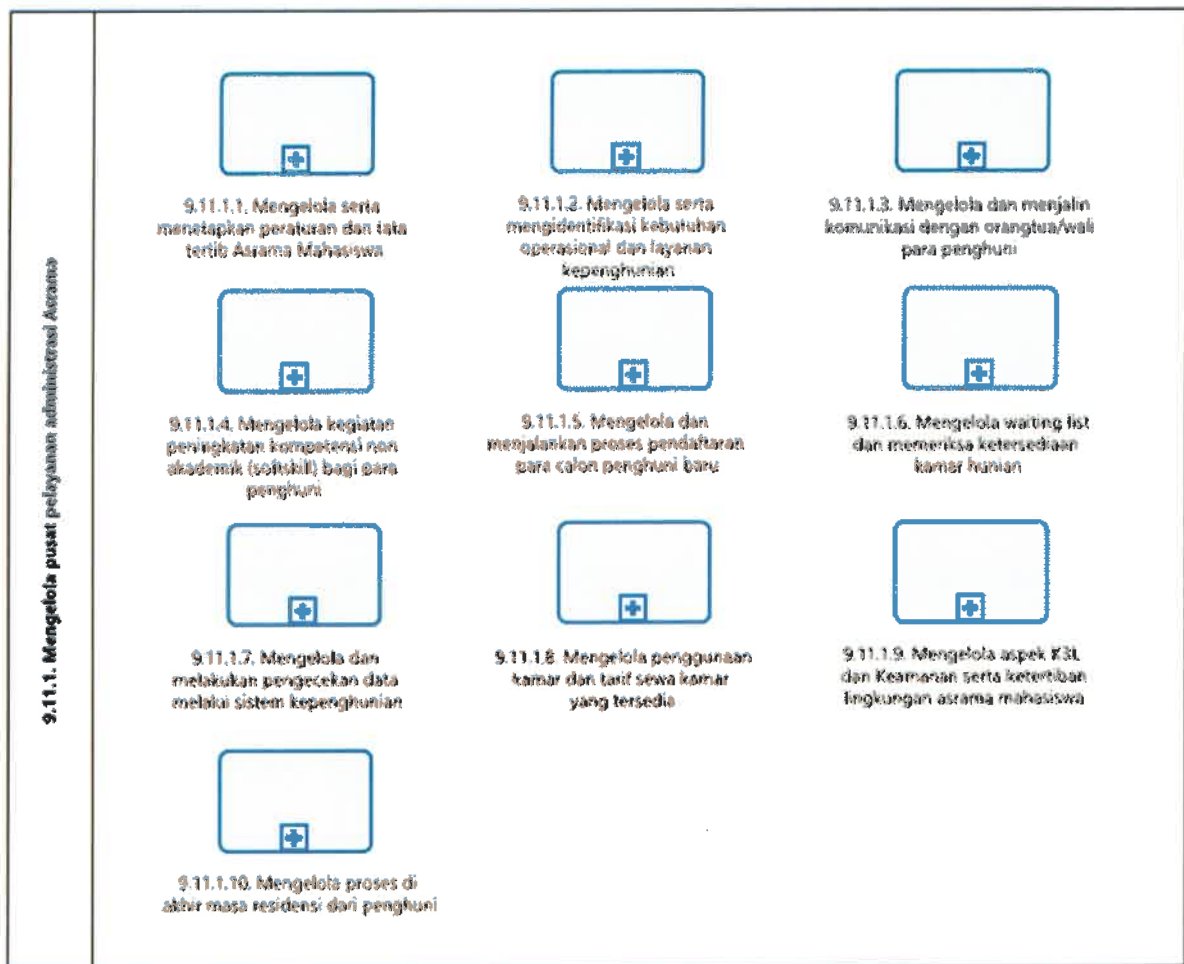 9.11.1. Mengelola pusat pelayanan administrasi Asrama
9.11.1.1. Mengelola serta
menetapkan peraturan dan tata
tertib Asrama Mahasiswa
9.11.1.2. Mengelola serta
mengidentifikasi kebutuhan
operasional dan layanan
kepenghunian
9.11.1.3. Mengelola dan menjalin
komunikasi dengan orangtua/wali
para penghuni
9.11.1.4. Mengelola kegiatan
peningkatan kompetensi non
akademik (softskill) bagi para
penghuni
9.11.1.5. Mengelola dan
menjalankan proses pendaftaran
para calon penghuni baru
9.11.1.6. Mengelola waiting list
dan memeriksa ketersediaan
kamar hunian
9.11.1.7. Mengelola dan
melakukan pengecekan data
melalui sistem kepenghunian
9.11.1.8. Mengelola penggunaan
kamar dan tarif sewa kamar
yang tersedia
9.11.1.9. Mengelola aspek K3L
dan Keamanan serta ketertiban
lingkungan asrama mahasiswa
9.11.1.10. Mengelola proses di
akhir masa residensi dari penghuni